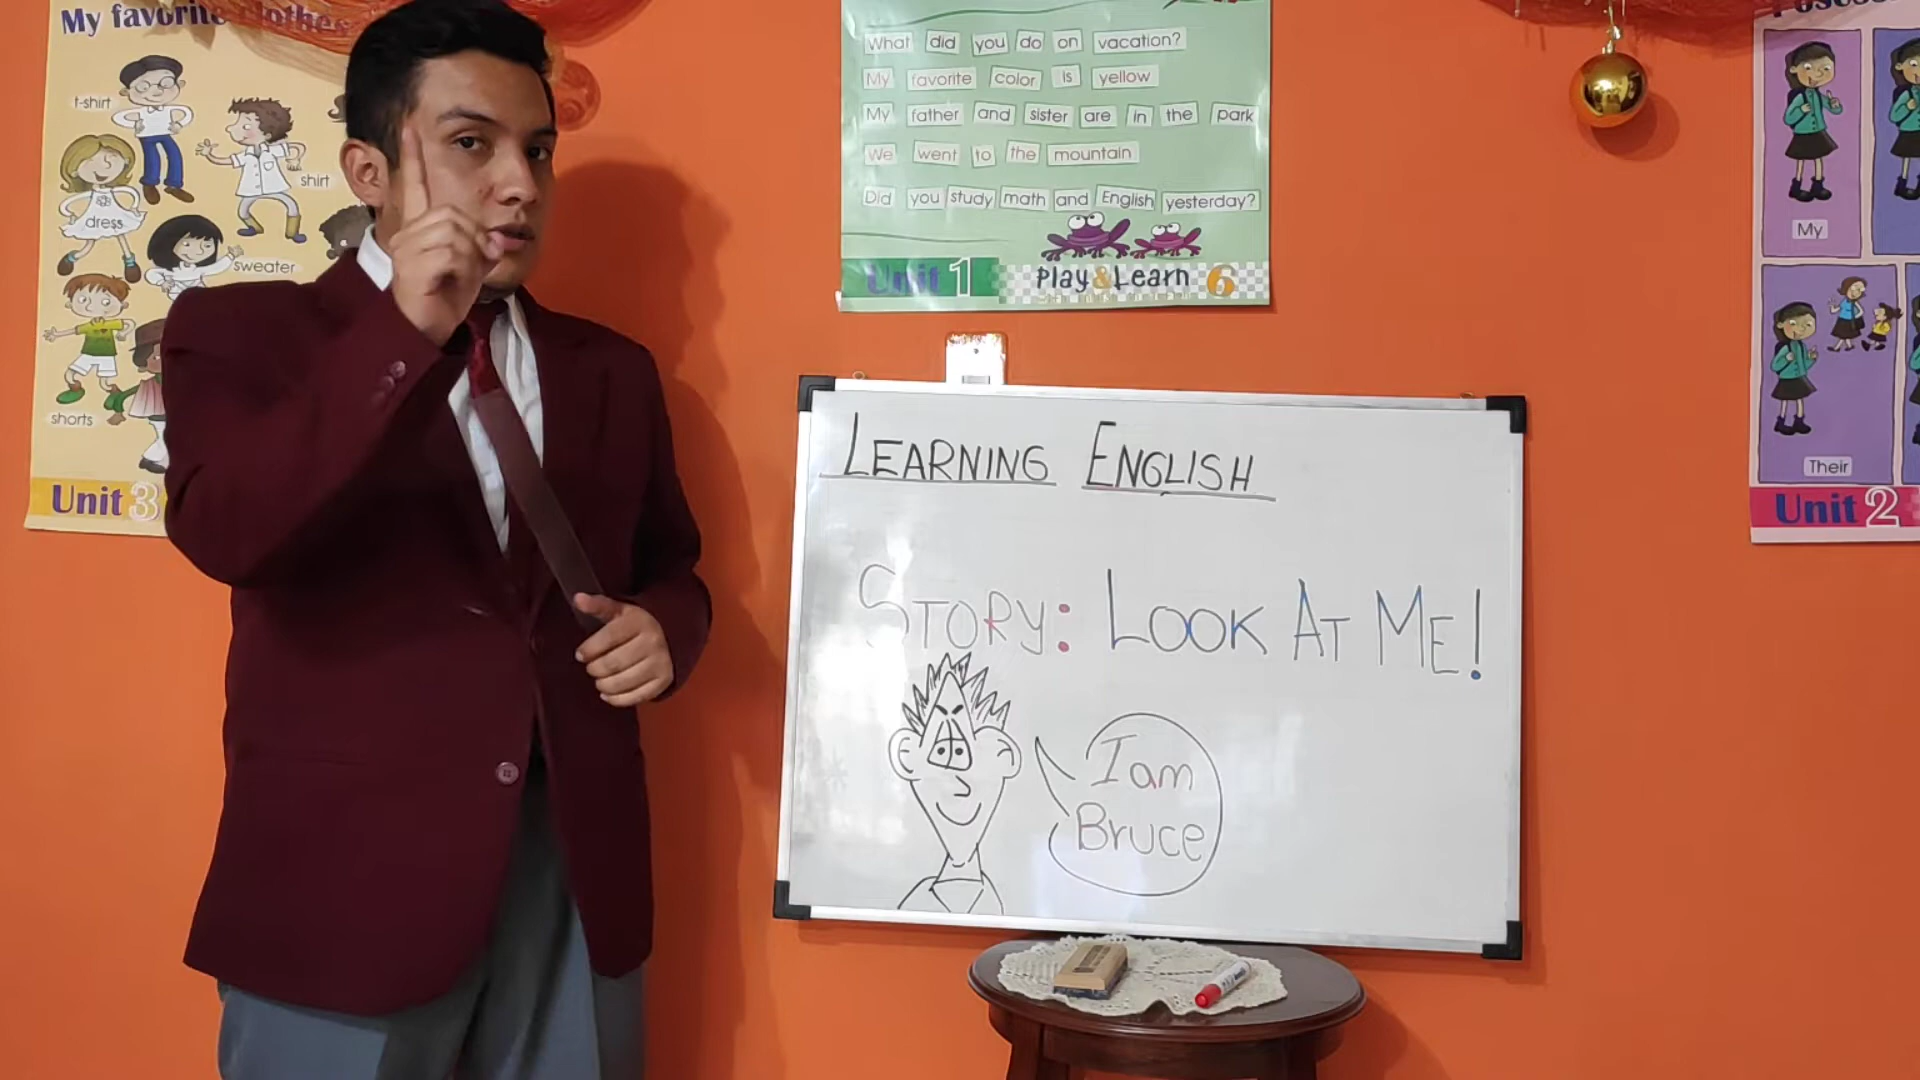 My favorite clothes
t-shirt
shirt
dress
sweater
shorts
Unit 3
What did you do on vacation?
My favorite color is yellow
My father and sister are in the park
We went to the mountain
Did you study math and English yesterday?
Unit 1 Play & Learn 6
LEARNING ENGLISH
STORY: LOOK AT ME!
I am
Bruce
My
Their
Unit 2